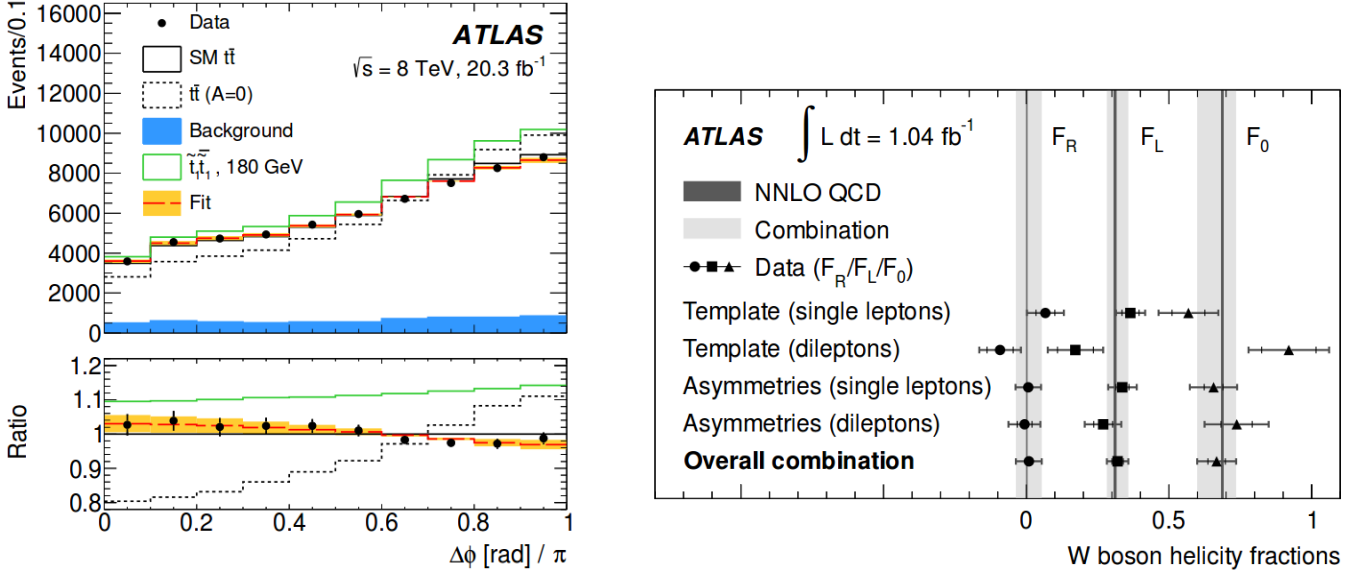 Events/0.1
16000
14000
12000
10000
8000
6000
4000
2000
0
Data
SM tt̄
tt̄ (A=0)
Background
t̃₁t̃̄₁ , 180 GeV
Fit
ATLAS
√s = 8 TeV, 20.3 fb⁻¹
Ratio
1.2
1.1
1
0.9
0.8
0 0.2 0.4 0.6 0.8 1
Δϕ [rad] / π
ATLAS ∫ L dt = 1.04 fb⁻¹
F_R F_L F_0
NNLO QCD
Combination
Data (F_R/F_L/F_0)
Template (single leptons)
Template (dileptons)
Asymmetries (single leptons)
Asymmetries (dileptons)
Overall combination
0 0.5 1
W boson helicity fractions